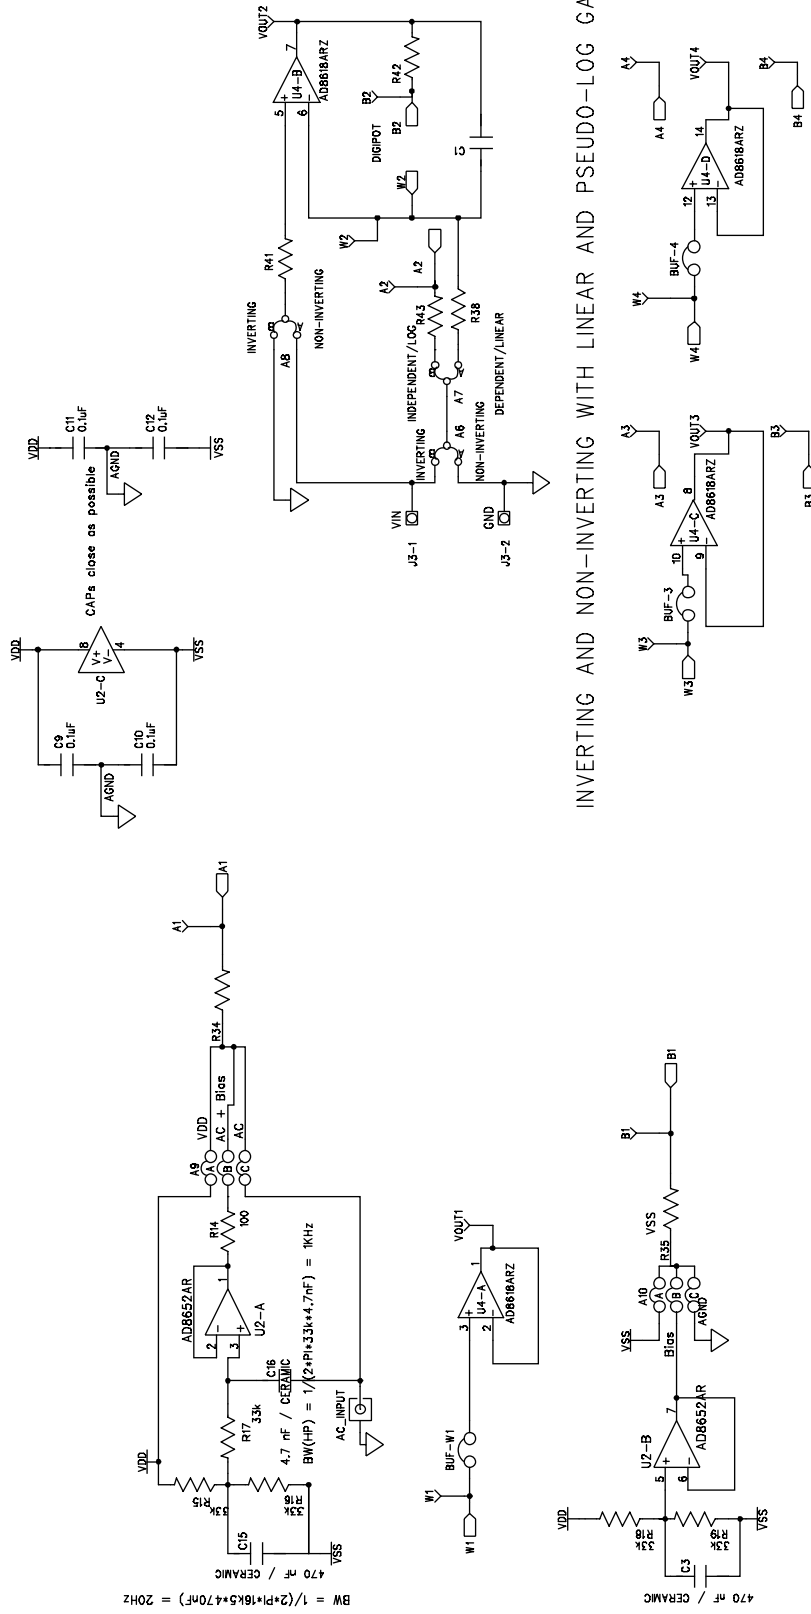 VDD
C11
0.1uF
AGND
C12
0.1uF
VSS
CAPs close as possible
VDD
8
V+
V-
4
U2-C
VSS
C9
0.1uF
AGND
C10
0.1uF
VOUT2
7
U4-B
AD8618ARZ
5
+
6
-
R42
B2
B2
DIGIPOT
C1
W2
W2
R41
INVERTING
B
A
A8
NON-INVERTING
A2
A2
R43
R38
INDEPENDENT/LOG
B
A
A7
DEPENDENT/LINEAR
INVERTING
B
A
A6
NON-INVERTING
VIN
J3-1
GND
J3-2
INVERTING AND NON-INVERTING WITH LINEAR AND PSEUDO-LOG GA
A4
A4
VOUT4
B4
B4
14
U4-D
AD8618ARZ
12
+
13
-
BUF-4
W4
W4
A3
A3
VOUT3
B3
B3
8
U4-C
AD8618ARZ
10
+
9
-
BUF-3
W3
W3
A1
A1
R34
VDD
AC + Bias
AC
A9
A
B
C
R14
100
AD8652AR
1
U2-A
2
-
3
+
C16
4.7 nF / CERAMIC
BW(HP) = 1/(2*PI*33k*4.7nF) = 1KHz
AC_INPUT
R17
33k
VDD
R15
33k
R16
33k
C15
470 nF / CERAMIC
VSS
BW = 1/(2*PI*16k5*470nF) = 20Hz
VOUT1
1
U4-A
AD8618ARZ
3
+
2
-
BUF-W1
W1
W1
B1
B1
VSS
R35
A10
A
B
C
AGND
VSS
Bias
U2-B
7
AD8652AR
5
+
6
-
VDD
R18
33k
R19
33k
VSS
C3
470 nF / CERAMIC